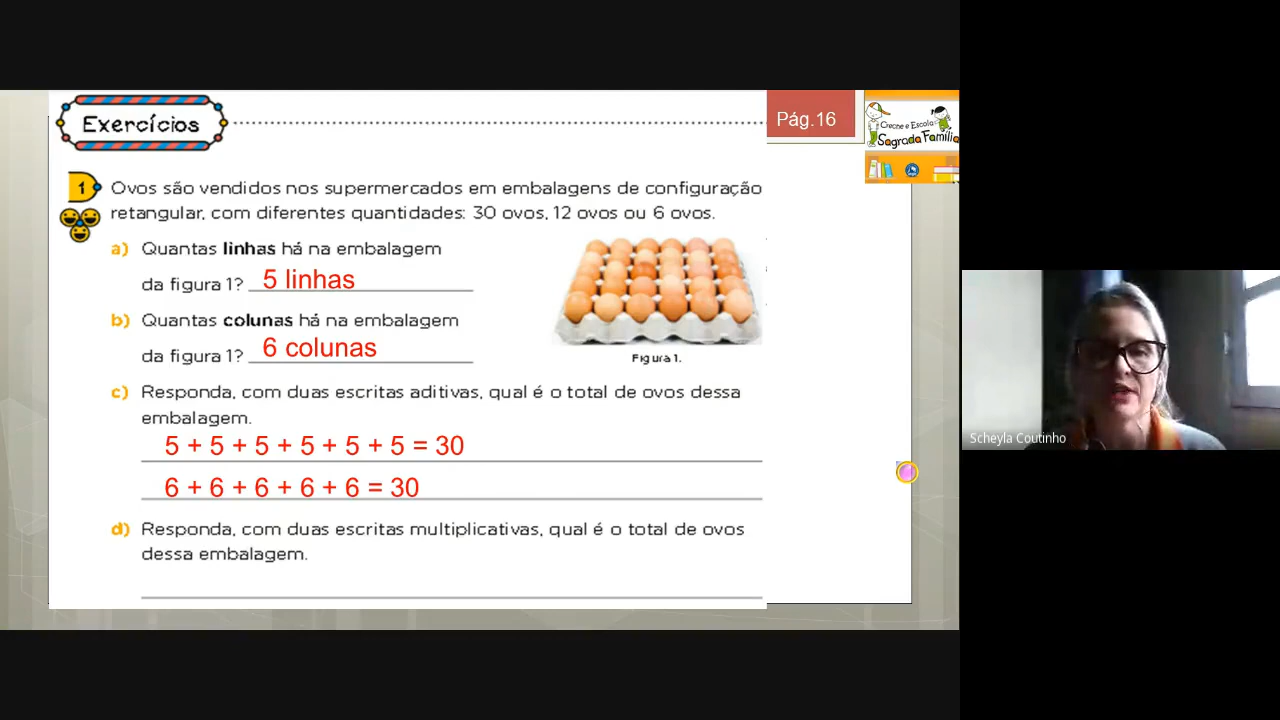 Exercícios
Pág.16
Creche e Escola
Sagrada Família
1
Ovos são vendidos nos supermercados em embalagens de configuração
retangular, com diferentes quantidades: 30 ovos, 12 ovos ou 6 ovos.
a) Quantas linhas há na embalagem
da figura 1? 5 linhas
b) Quantas colunas há na embalagem
da figura 1? 6 colunas
Figura 1.
c) Responda, com duas escritas aditivas, qual é o total de ovos dessa
embalagem.
5 + 5 + 5 + 5 + 5 + 5 = 30
6 + 6 + 6 + 6 + 6 = 30
d) Responda, com duas escritas multiplicativas, qual é o total de ovos
dessa embalagem.
Scheyla Coutinho